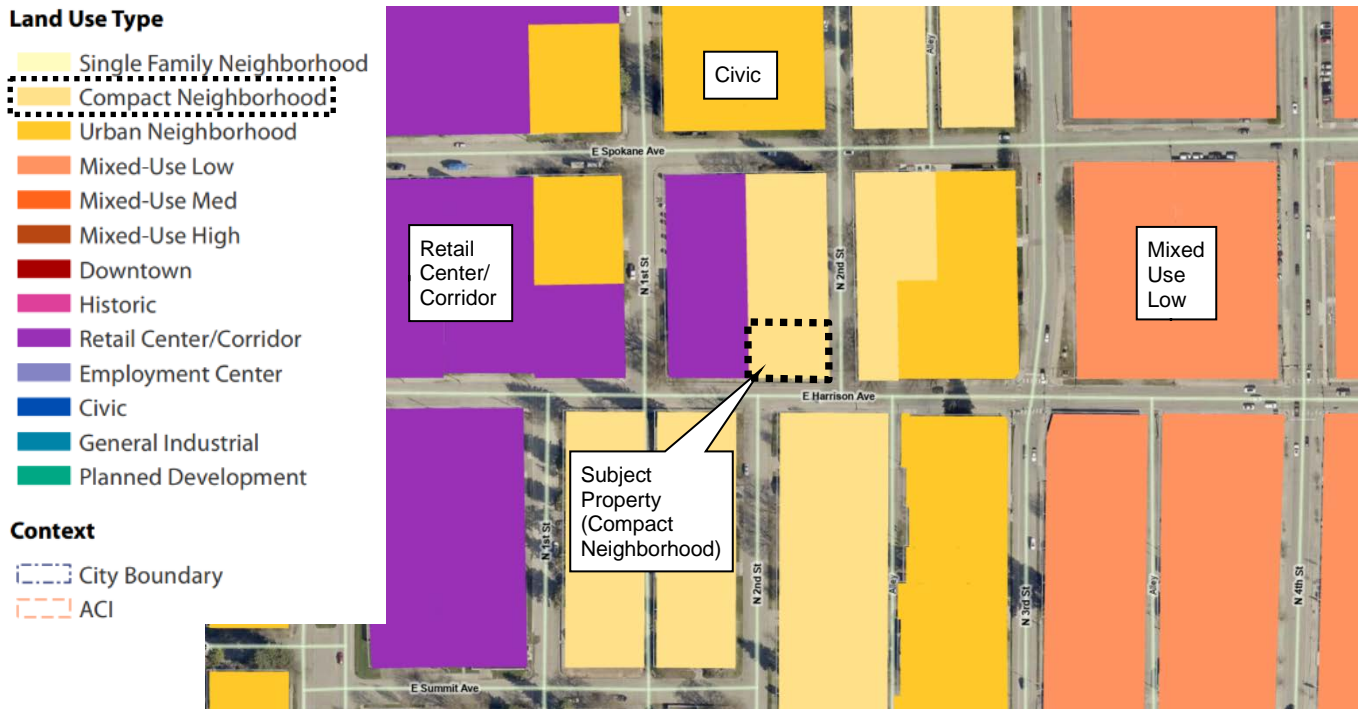 Land Use Type
Single Family Neighborhood
Compact Neighborhood
Urban Neighborhood
Mixed-Use Low
Mixed-Use Med
Mixed-Use High
Downtown
Historic
Retail Center/Corridor
Employment Center
Civic
General Industrial
Planned Development
Context
City Boundary
ACI
Civic
Alley
E Spokane Ave
Retail
Center/
Corridor
N 1st St
N 2nd St
Mixed
Use
Low
E Harrison Ave
Subject
Property
(Compact
Neighborhood)
N 1st St
N 2nd St
Alley
N 3rd St
Alley
N 4th St
E Summit Ave